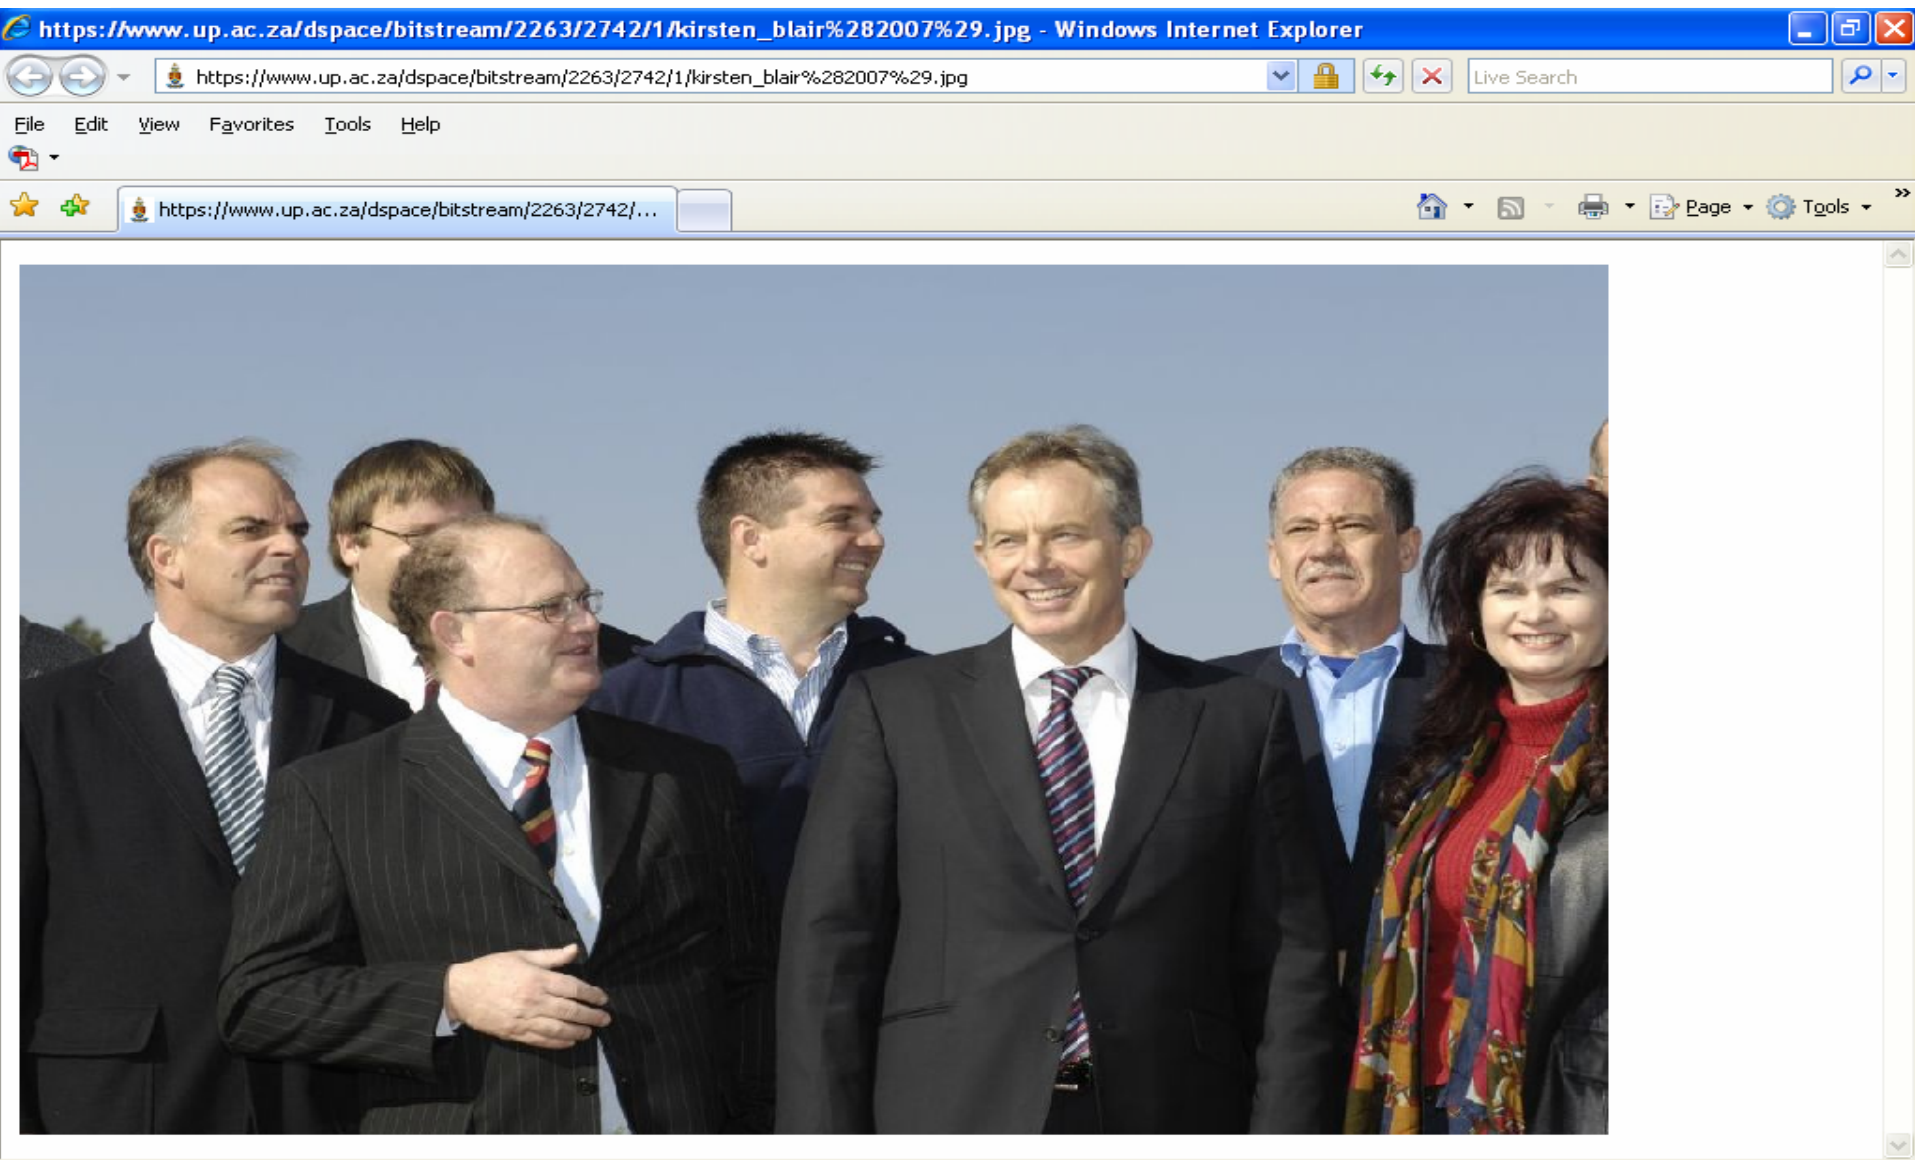 https://www.up.ac.za/dspace/bitstream/2263/2742/1/kirsten_blair%282007%29.jpg - Windows Internet Explorer
https://www.up.ac.za/dspace/bitstream/2263/2742/1/kirsten_blair%282007%29.jpg Live Search
File Edit View Favorites Tools Help
https://www.up.ac.za/dspace/bitstream/2263/2742/... Page Tools »